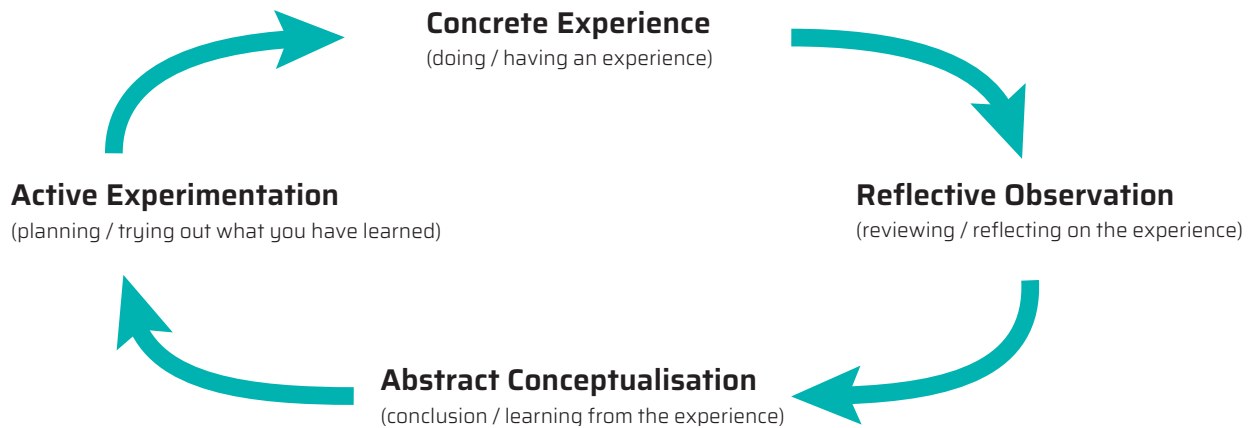 Concrete Experience
(doing / having an experience)
Active Experimentation
(planning / trying out what you have learned)
Reflective Observation
(reviewing / reflecting on the experience)
Abstract Conceptualisation
(conclusion / learning from the experience)